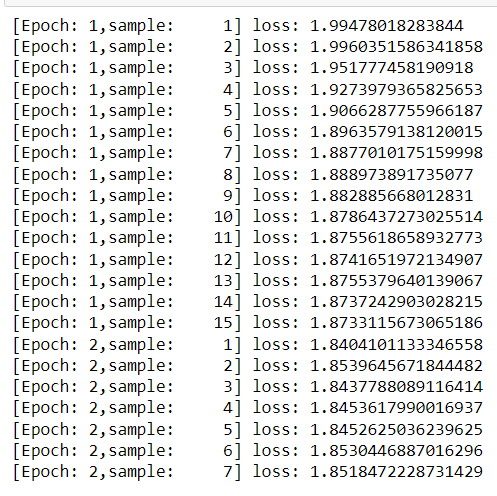 [Epoch: 1,sample:     1] loss: 1.99478018283844
[Epoch: 1,sample:     2] loss: 1.9960351586341858
[Epoch: 1,sample:     3] loss: 1.951777458190918
[Epoch: 1,sample:     4] loss: 1.9273979365825653
[Epoch: 1,sample:     5] loss: 1.9066287755966187
[Epoch: 1,sample:     6] loss: 1.8963579138120015
[Epoch: 1,sample:     7] loss: 1.8877010175159998
[Epoch: 1,sample:     8] loss: 1.888973891735077
[Epoch: 1,sample:     9] loss: 1.882885668012831
[Epoch: 1,sample:    10] loss: 1.8786437273025514
[Epoch: 1,sample:    11] loss: 1.8755618658932773
[Epoch: 1,sample:    12] loss: 1.8741651972134907
[Epoch: 1,sample:    13] loss: 1.8755379640139067
[Epoch: 1,sample:    14] loss: 1.8737242903028215
[Epoch: 1,sample:    15] loss: 1.8733115673065186
[Epoch: 2,sample:     1] loss: 1.8404101133346558
[Epoch: 2,sample:     2] loss: 1.8539645671844482
[Epoch: 2,sample:     3] loss: 1.8437788089116414
[Epoch: 2,sample:     4] loss: 1.8453617990016937
[Epoch: 2,sample:     5] loss: 1.8452625036239625
[Epoch: 2,sample:     6] loss: 1.8530446887016296
[Epoch: 2,sample:     7] loss: 1.8518472228731429